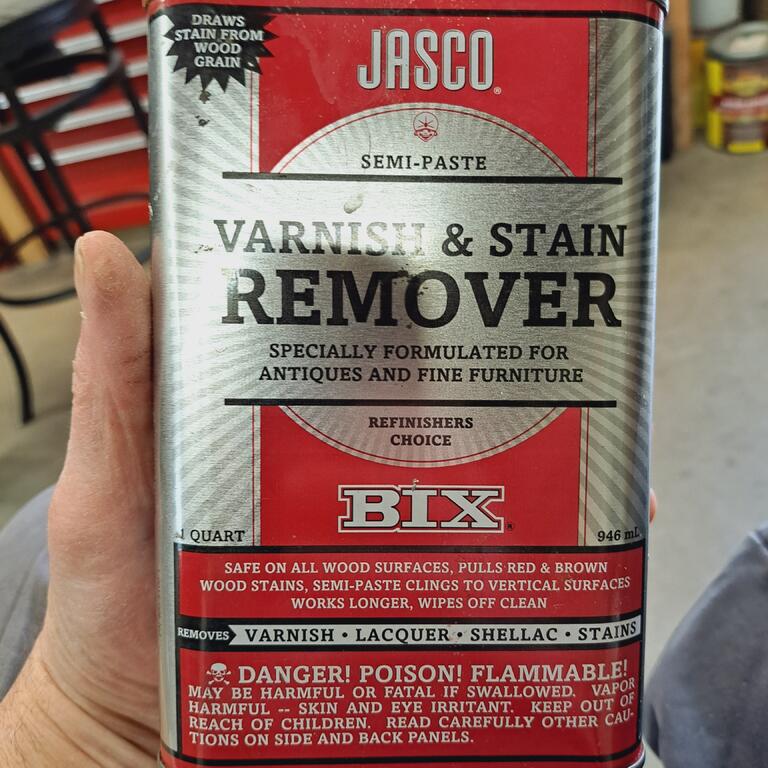 DRAWS
STAIN FROM
WOOD
GRAIN
JASCO®
SEMI-PASTE
VARNISH & STAIN
REMOVER
SPECIALLY FORMULATED FOR
ANTIQUES AND FINE FURNITURE
REFINISHERS
CHOICE
BIX®
1 QUART 946 mL
SAFE ON ALL WOOD SURFACES, PULLS RED & BROWN
WOOD STAINS, SEMI-PASTE CLINGS TO VERTICAL SURFACES
WORKS LONGER, WIPES OFF CLEAN
REMOVES VARNISH • LACQUER • SHELLAC • STAINS
DANGER! POISON! FLAMMABLE!
MAY BE HARMFUL OR FATAL IF SWALLOWED. VAPOR
HARMFUL -- SKIN AND EYE IRRITANT. KEEP OUT OF
REACH OF CHILDREN. READ CAREFULLY OTHER CAU-
TIONS ON SIDE AND BACK PANELS.